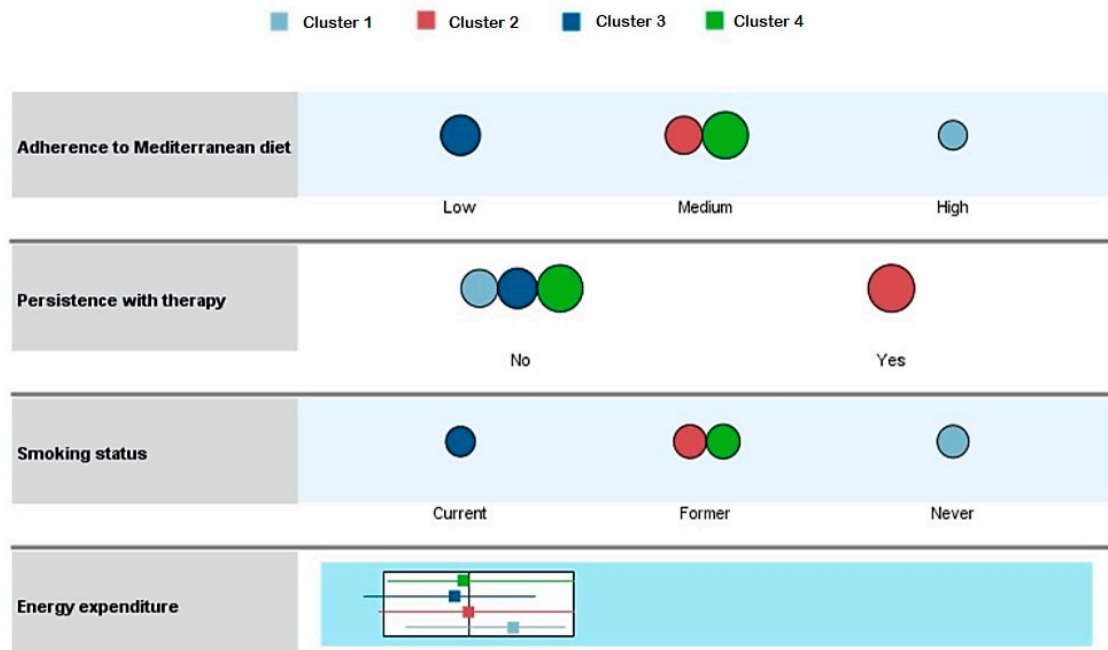 Cluster 1 Cluster 2 Cluster 3 Cluster 4
Adherence to Mediterranean diet
Low Medium High
Persistence with therapy
No Yes
Smoking status
Current Former Never
Energy expenditure